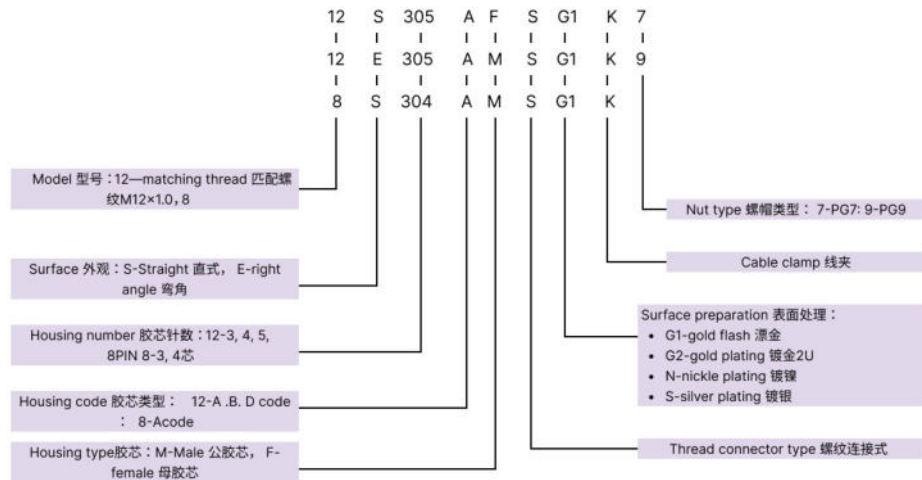 12 S 305 A F S G1 K 7
12 E 305 A M S G1 K 9
8 S 304 A M S G1 K
Model 型号：12—matching thread 匹配螺
纹M12×1.0，8
Nut type 螺帽类型： 7-PG7: 9-PG9
Surface 外观：S-Straight 直式， E-right
angle 弯角
Cable clamp 线夹
Housing number 胶芯针数：12-3, 4, 5,
8PIN 8-3, 4芯
Surface preparation 表面处理：
• G1-gold flash 漂金
• G2-gold plating 镀金2U
• N-nickle plating 镀镍
• S-silver plating 镀银
Housing code 胶芯类型： 12-A .B. D code
： 8-Acode
Housing type胶芯：M-Male 公胶芯， F-
female 母胶芯
Thread connector type 螺纹连接式